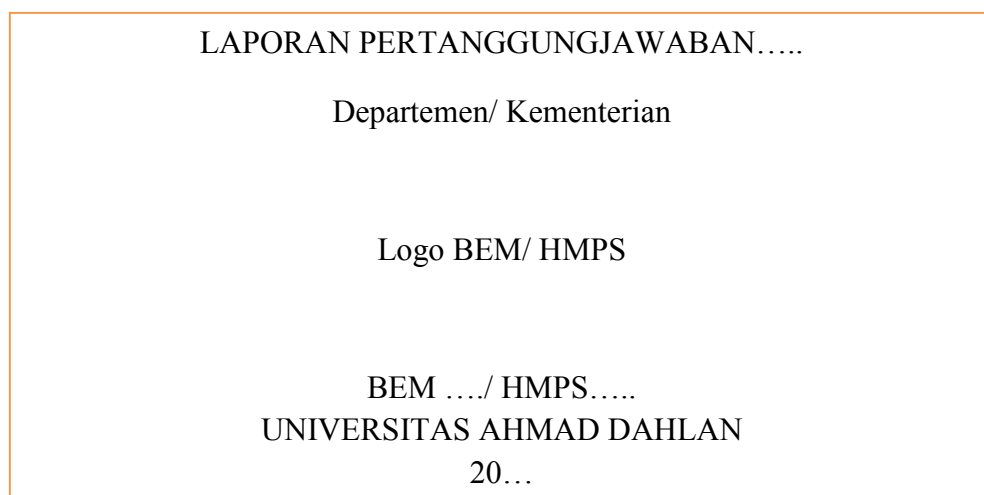 LAPORAN PERTANGGUNGJAWABAN…..
Departemen/ Kementerian
Logo BEM/ HMPS
BEM …./ HMPS…..
UNIVERSITAS AHMAD DAHLAN
20…